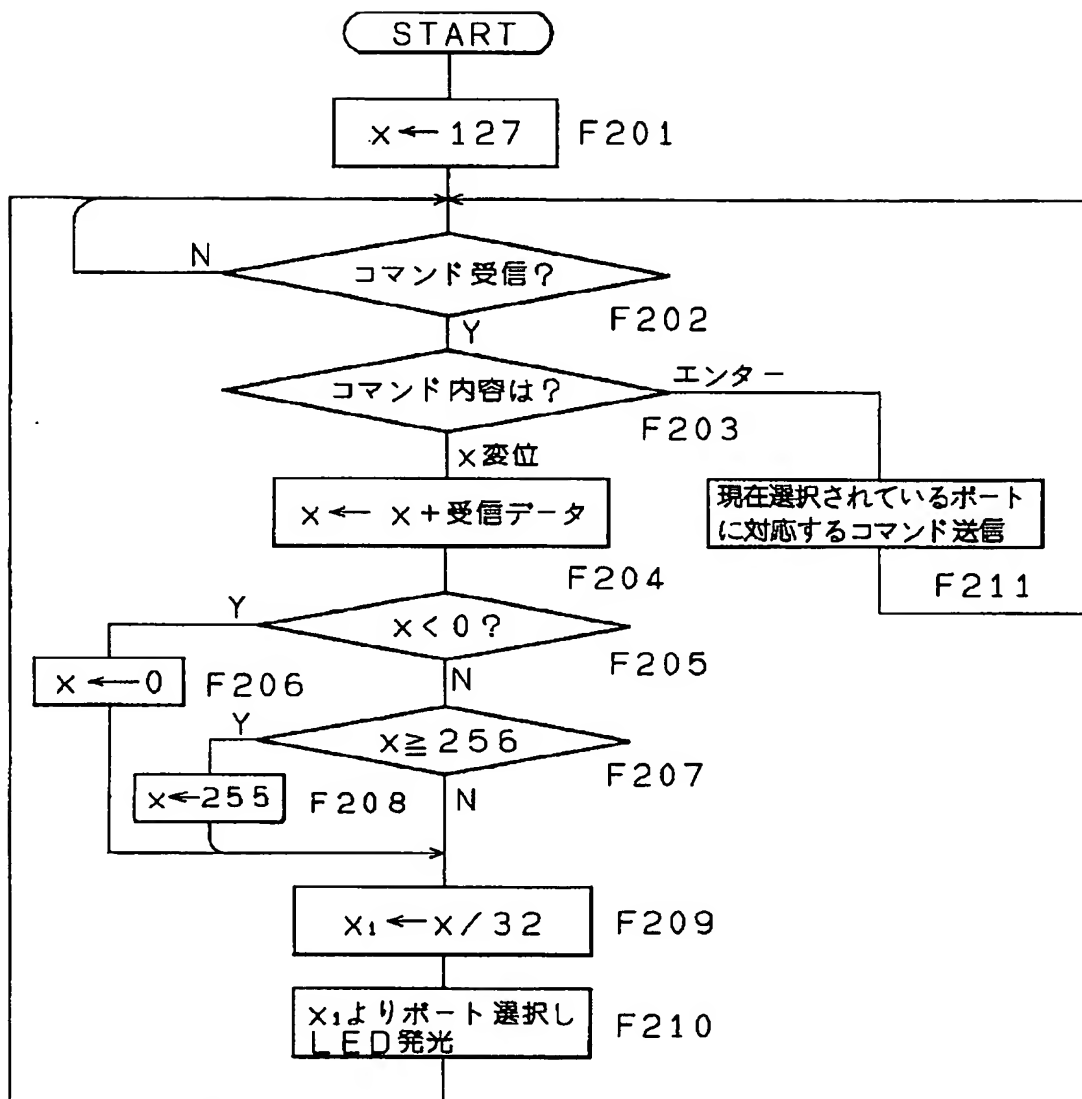 START
x ← 127
F201
N
コマンド受信？
F202
Y
コマンド内容は？
エンター
F203
x変位
x ← x＋受信データ
F204
現在選択されているポート
に対応するコマンド送信
F211
Y
x＜0？
F205
x ← 0
F206
N
Y
x≧256
F207
x←255
F208
N
x₁ ← x／32
F209
x₁よりポート選択し
LED発光
F210